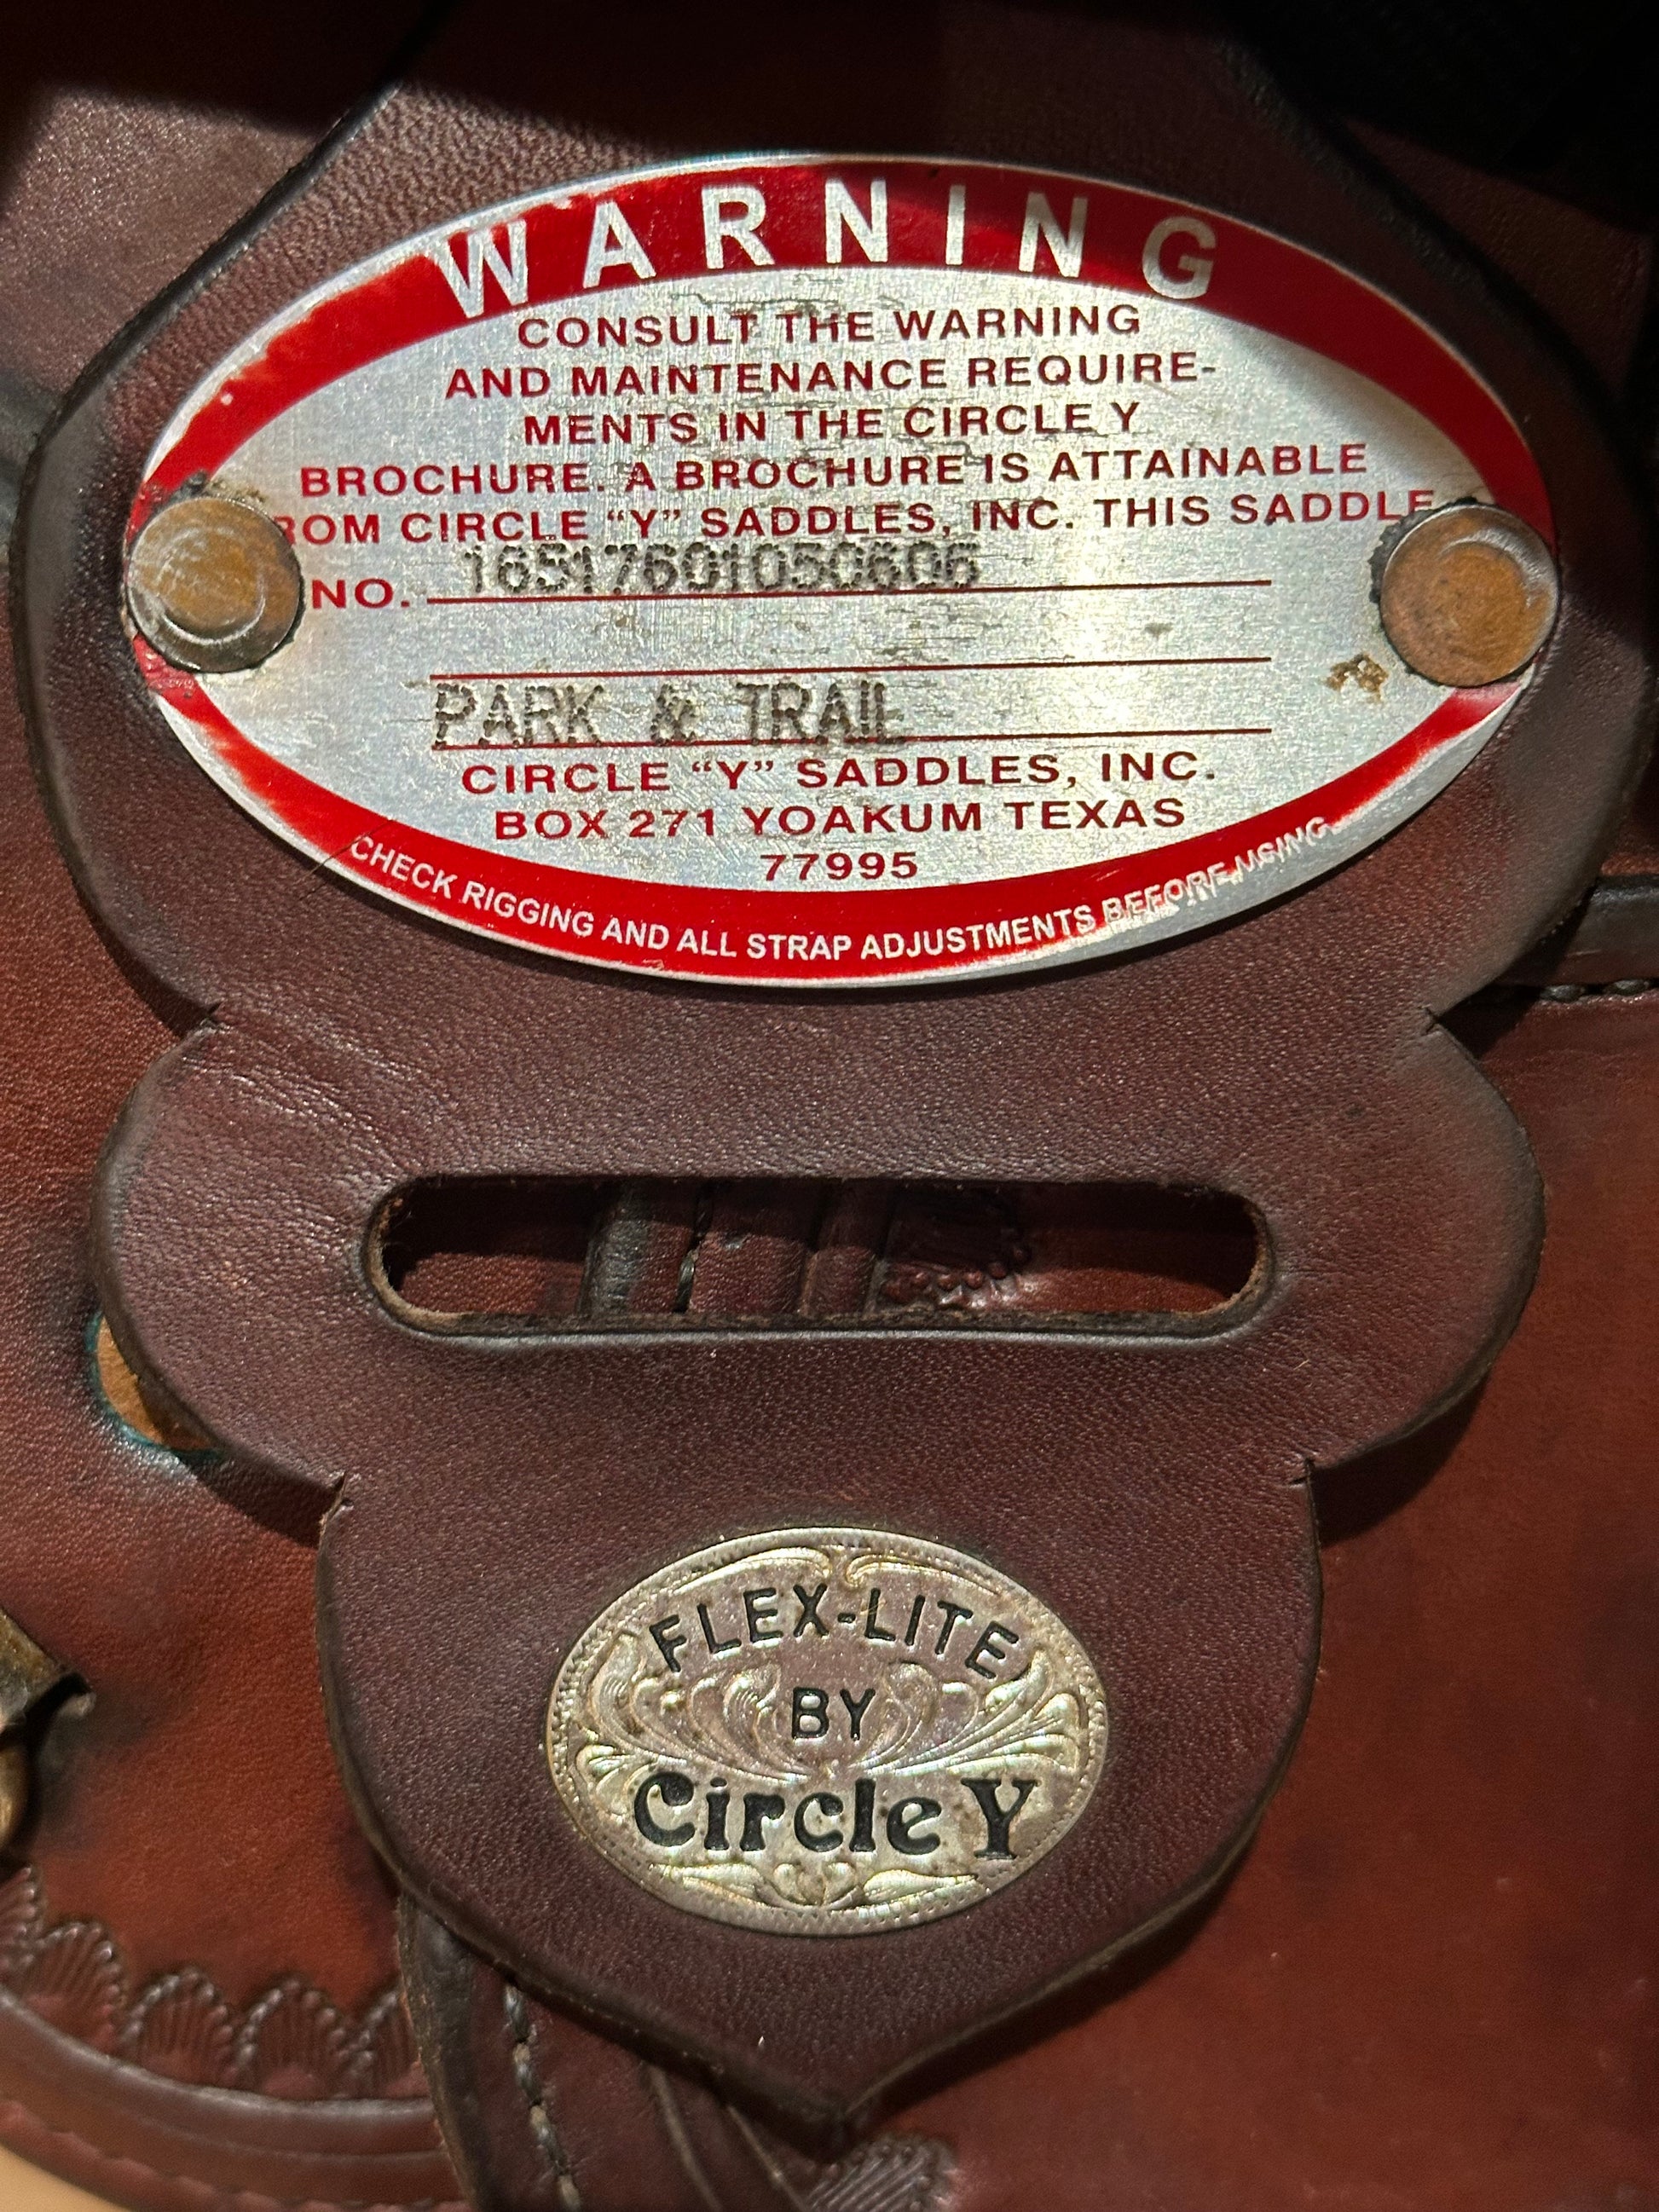 WARNING
CONSULT THE WARNING
AND MAINTENANCE REQUIRE-
MENTS IN THE CIRCLE Y
BROCHURE. A BROCHURE IS ATTAINABLE
ROM CIRCLE “Y” SADDLES, INC. THIS SADDLE
NO. 16517601050606
PARK & TRAIL
CIRCLE “Y” SADDLES, INC.
BOX 271 YOAKUM TEXAS
77995
CHECK RIGGING AND ALL STRAP ADJUSTMENTS BEFORE USING.
FLEX-LITE
BY
Circle Y